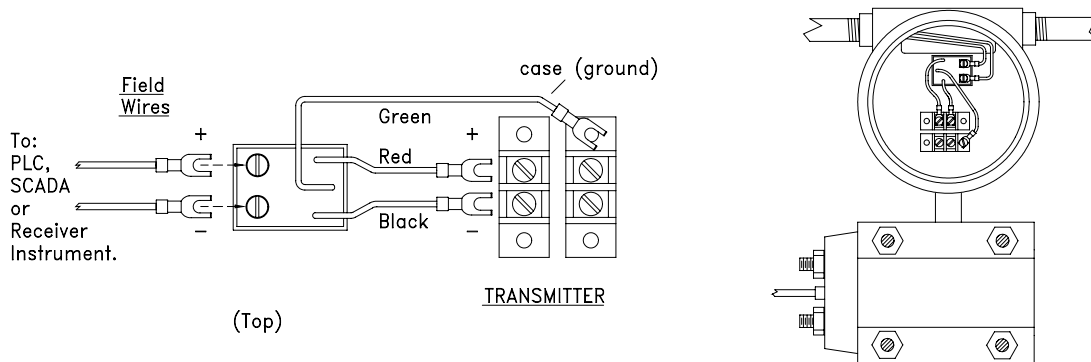 Field
Wires
To:
PLC,
SCADA
or
Receiver
Instrument.
+
–
case (ground)
Green
Red
Black
+
–
TRANSMITTER
(Top)